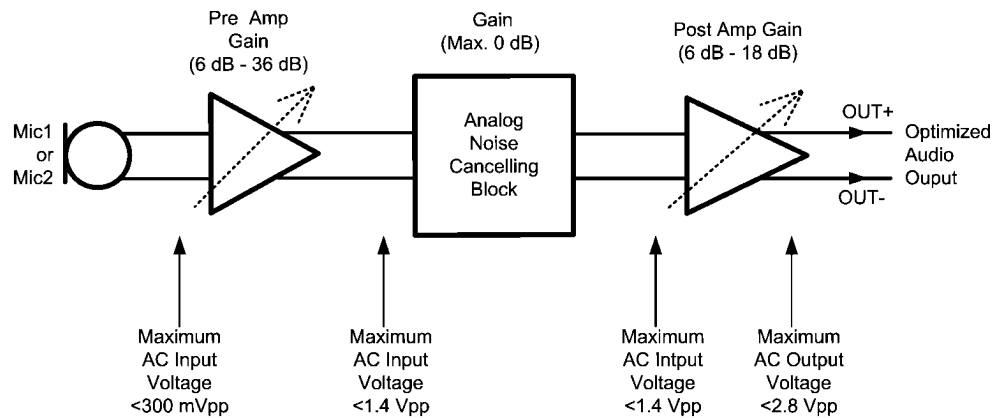 Pre Amp
Gain
(6 dB - 36 dB)
Gain
(Max. 0 dB)
Post Amp Gain
(6 dB - 18 dB)
Mic1
or
Mic2
Analog
Noise
Cancelling
Block
OUT+
OUT-
Optimized
Audio
Ouput
Maximum
AC Input
Voltage
<300 mVpp
Maximum
AC Input
Voltage
<1.4 Vpp
Maximum
AC Intput
Voltage
<1.4 Vpp
Maximum
AC Output
Voltage
<2.8 Vpp